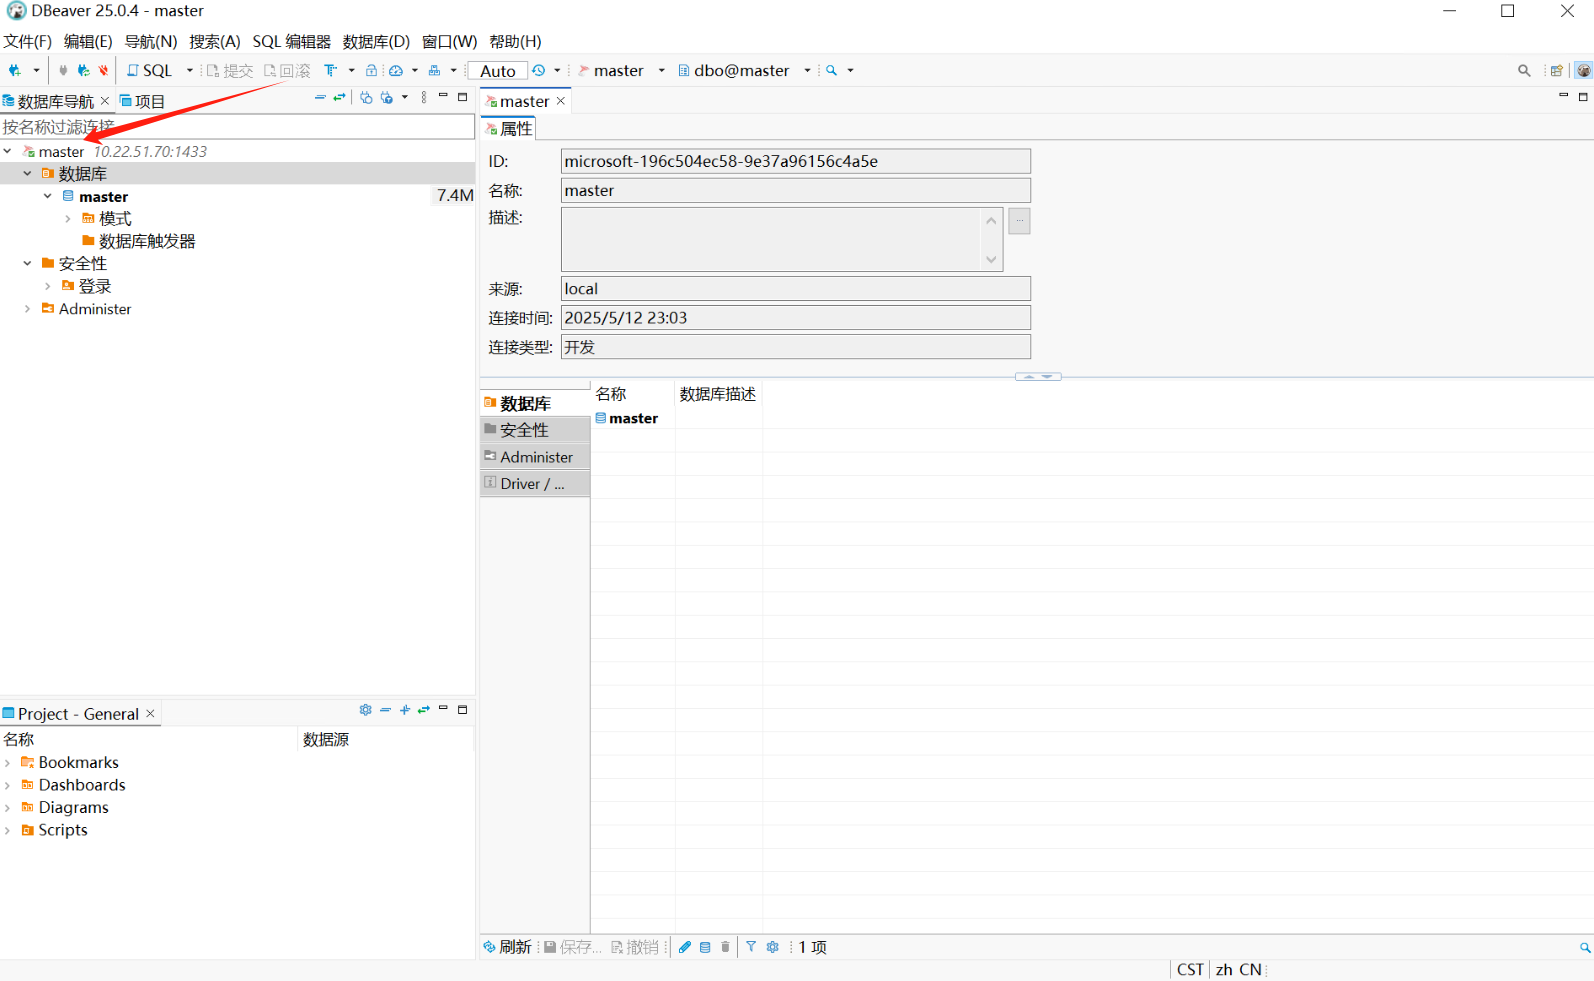 DBeaver 25.0.4 - master
文件(F) 编辑(E) 导航(N) 搜索(A) SQL 编辑器 数据库(D) 窗口(W) 帮助(H)
SQL 提交 回滚 Auto master dbo@master
数据库导航 项目
按名称过滤连接
master 10.22.51.70:1433
数据库
master 7.4M
模式
数据库触发器
安全性
登录
Administer
Project - General
名称 数据源
Bookmarks
Dashboards
Diagrams
Scripts
master
属性
ID: microsoft-196c504ec58-9e37a96156c4a5e
名称: master
描述:
来源: local
连接时间: 2025/5/12 23:03
连接类型: 开发
数据库
安全性
Administer
Driver / ...
名称 数据库描述
master
刷新 保存... 撤销 1 项
CST zh CN